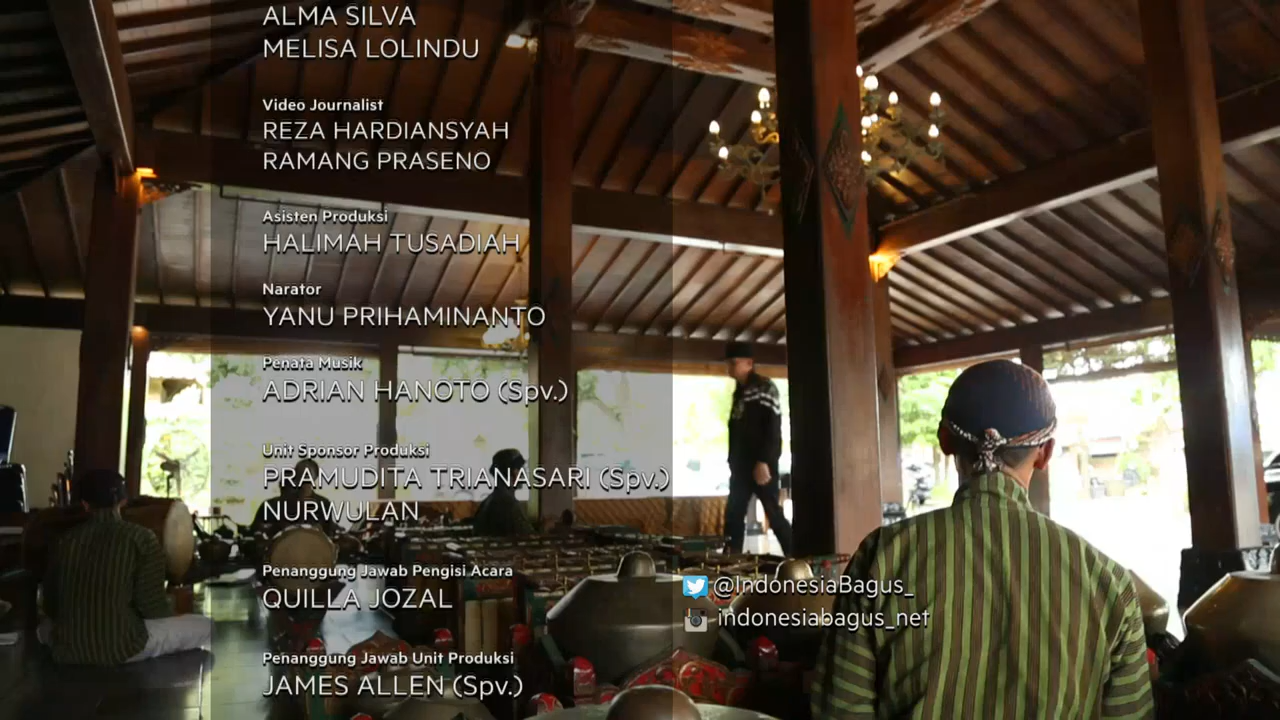 ALMA SILVA
MELISA LOLINDU
Video Journalist
REZA HARDIANSYAH
RAMANG PRASENO
Asisten Produksi
HALIMAH TUSADIAH
Narator
YANU PRIHAMINANTO
Penata Musik
ADRIAN HANOTO (Spv.)
Unit Sponsor Produksi
PRAMUDITA TRIANASARI (Spv.)
NURWULAN
Penanggung Jawab Pengisi Acara
QUILLA JOZAL
Penanggung Jawab Unit Produksi
JAMES ALLEN (Spv.)
@IndonesiaBagus_
indonesiabagus_net